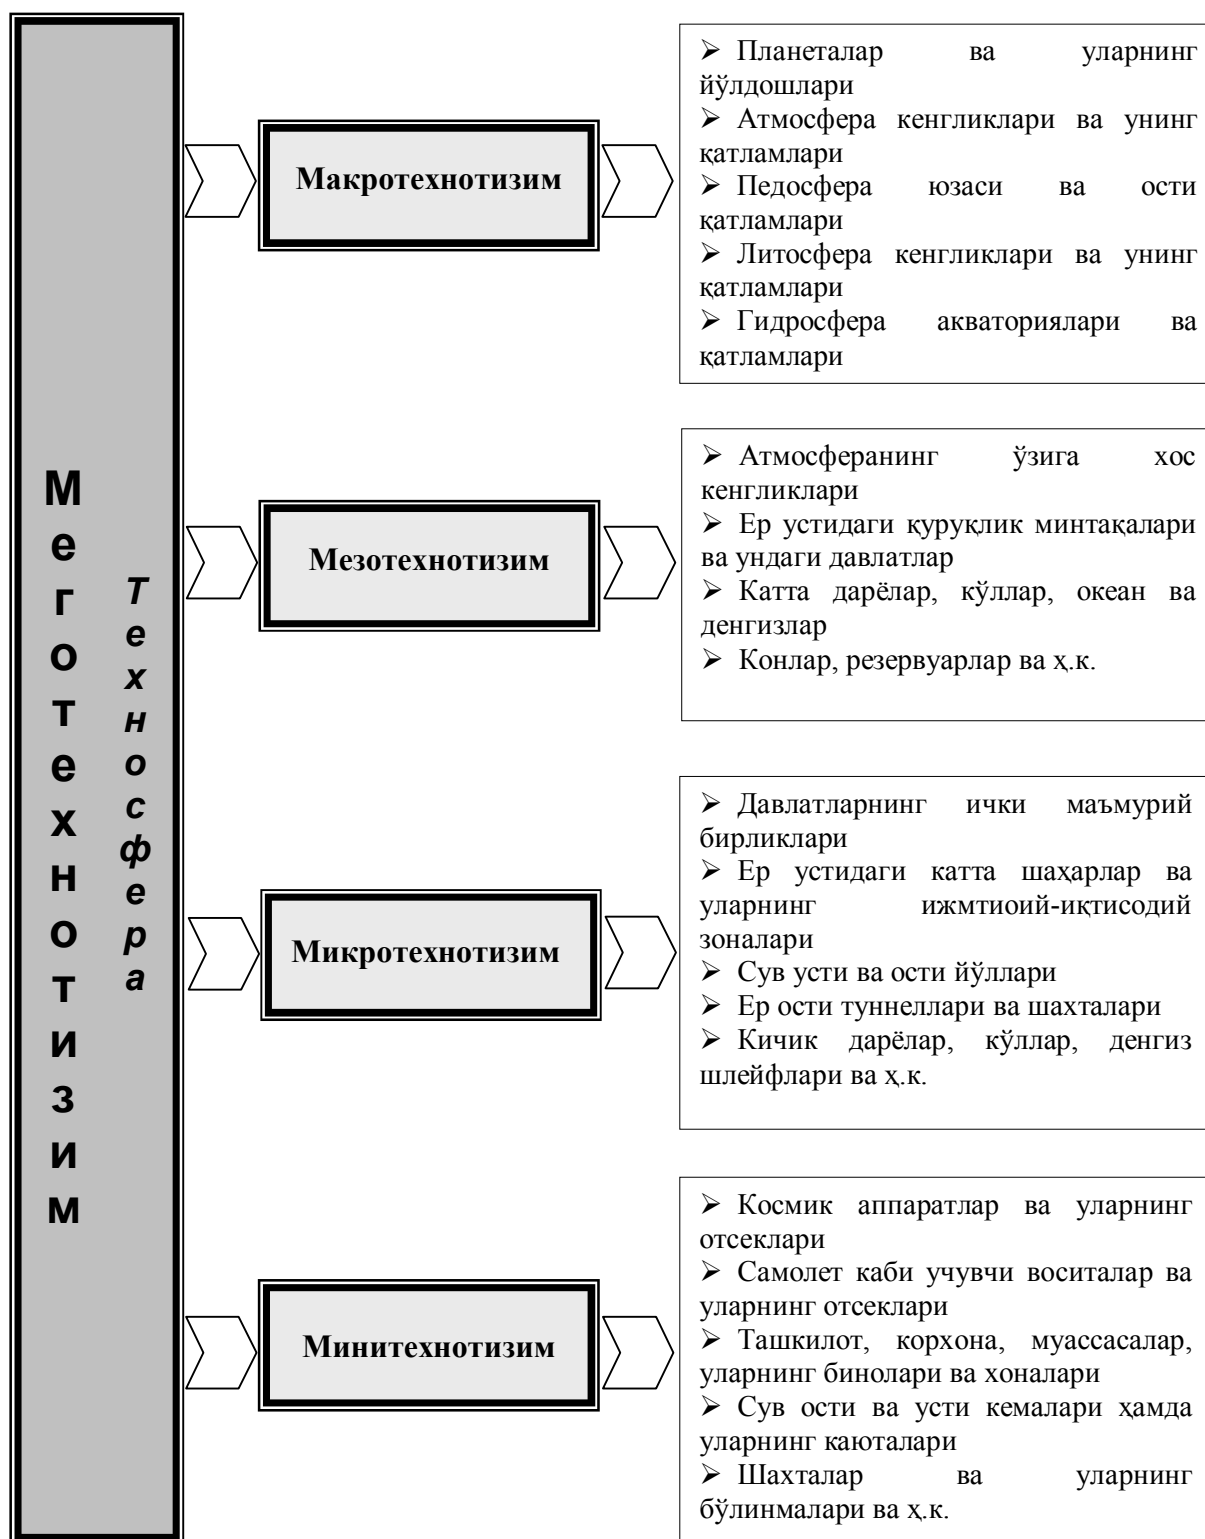 Меготехнотизим
Техносфера
Макротехнотизим
➢ Планеталар ва уларнинг
йўлдошлари
➢ Атмосфера кенгликлари ва унинг
қатламлари
➢ Педосфера юзаси ва ости
қатламлари
➢ Литосфера кенгликлари ва унинг
қатламлари
➢ Гидросфера акваториялари ва
қатламлари
Мезотехнотизим
➢ Атмосферанинг ўзига хос
кенгликлари
➢ Ер устидаги қуруқлик минтақалари
ва ундаги давлатлар
➢ Катта дарёлар, кўллар, океан ва
денгизлар
➢ Конлар, резервуарлар ва ҳ.к.
Микротехнотизим
➢ Давлатларнинг ички маъмурий
бирликлари
➢ Ер устидаги катта шаҳарлар ва
уларнинг ижмтиоий-иқтисодий
зоналари
➢ Сув усти ва ости йўллари
➢ Ер ости туннеллари ва шахталари
➢ Кичик дарёлар, кўллар, денгиз
шлейфлари ва ҳ.к.
Минитехнотизим
➢ Космик аппаратлар ва уларнинг
отсеклари
➢ Самолет каби учувчи воситалар ва
уларнинг отсеклари
➢ Ташкилот, корхона, муассасалар,
уларнинг бинолари ва хоналари
➢ Сув ости ва усти кемалари ҳамда
уларнинг каюталари
➢ Шахталар ва уларнинг
бўлинмалари ва ҳ.к.